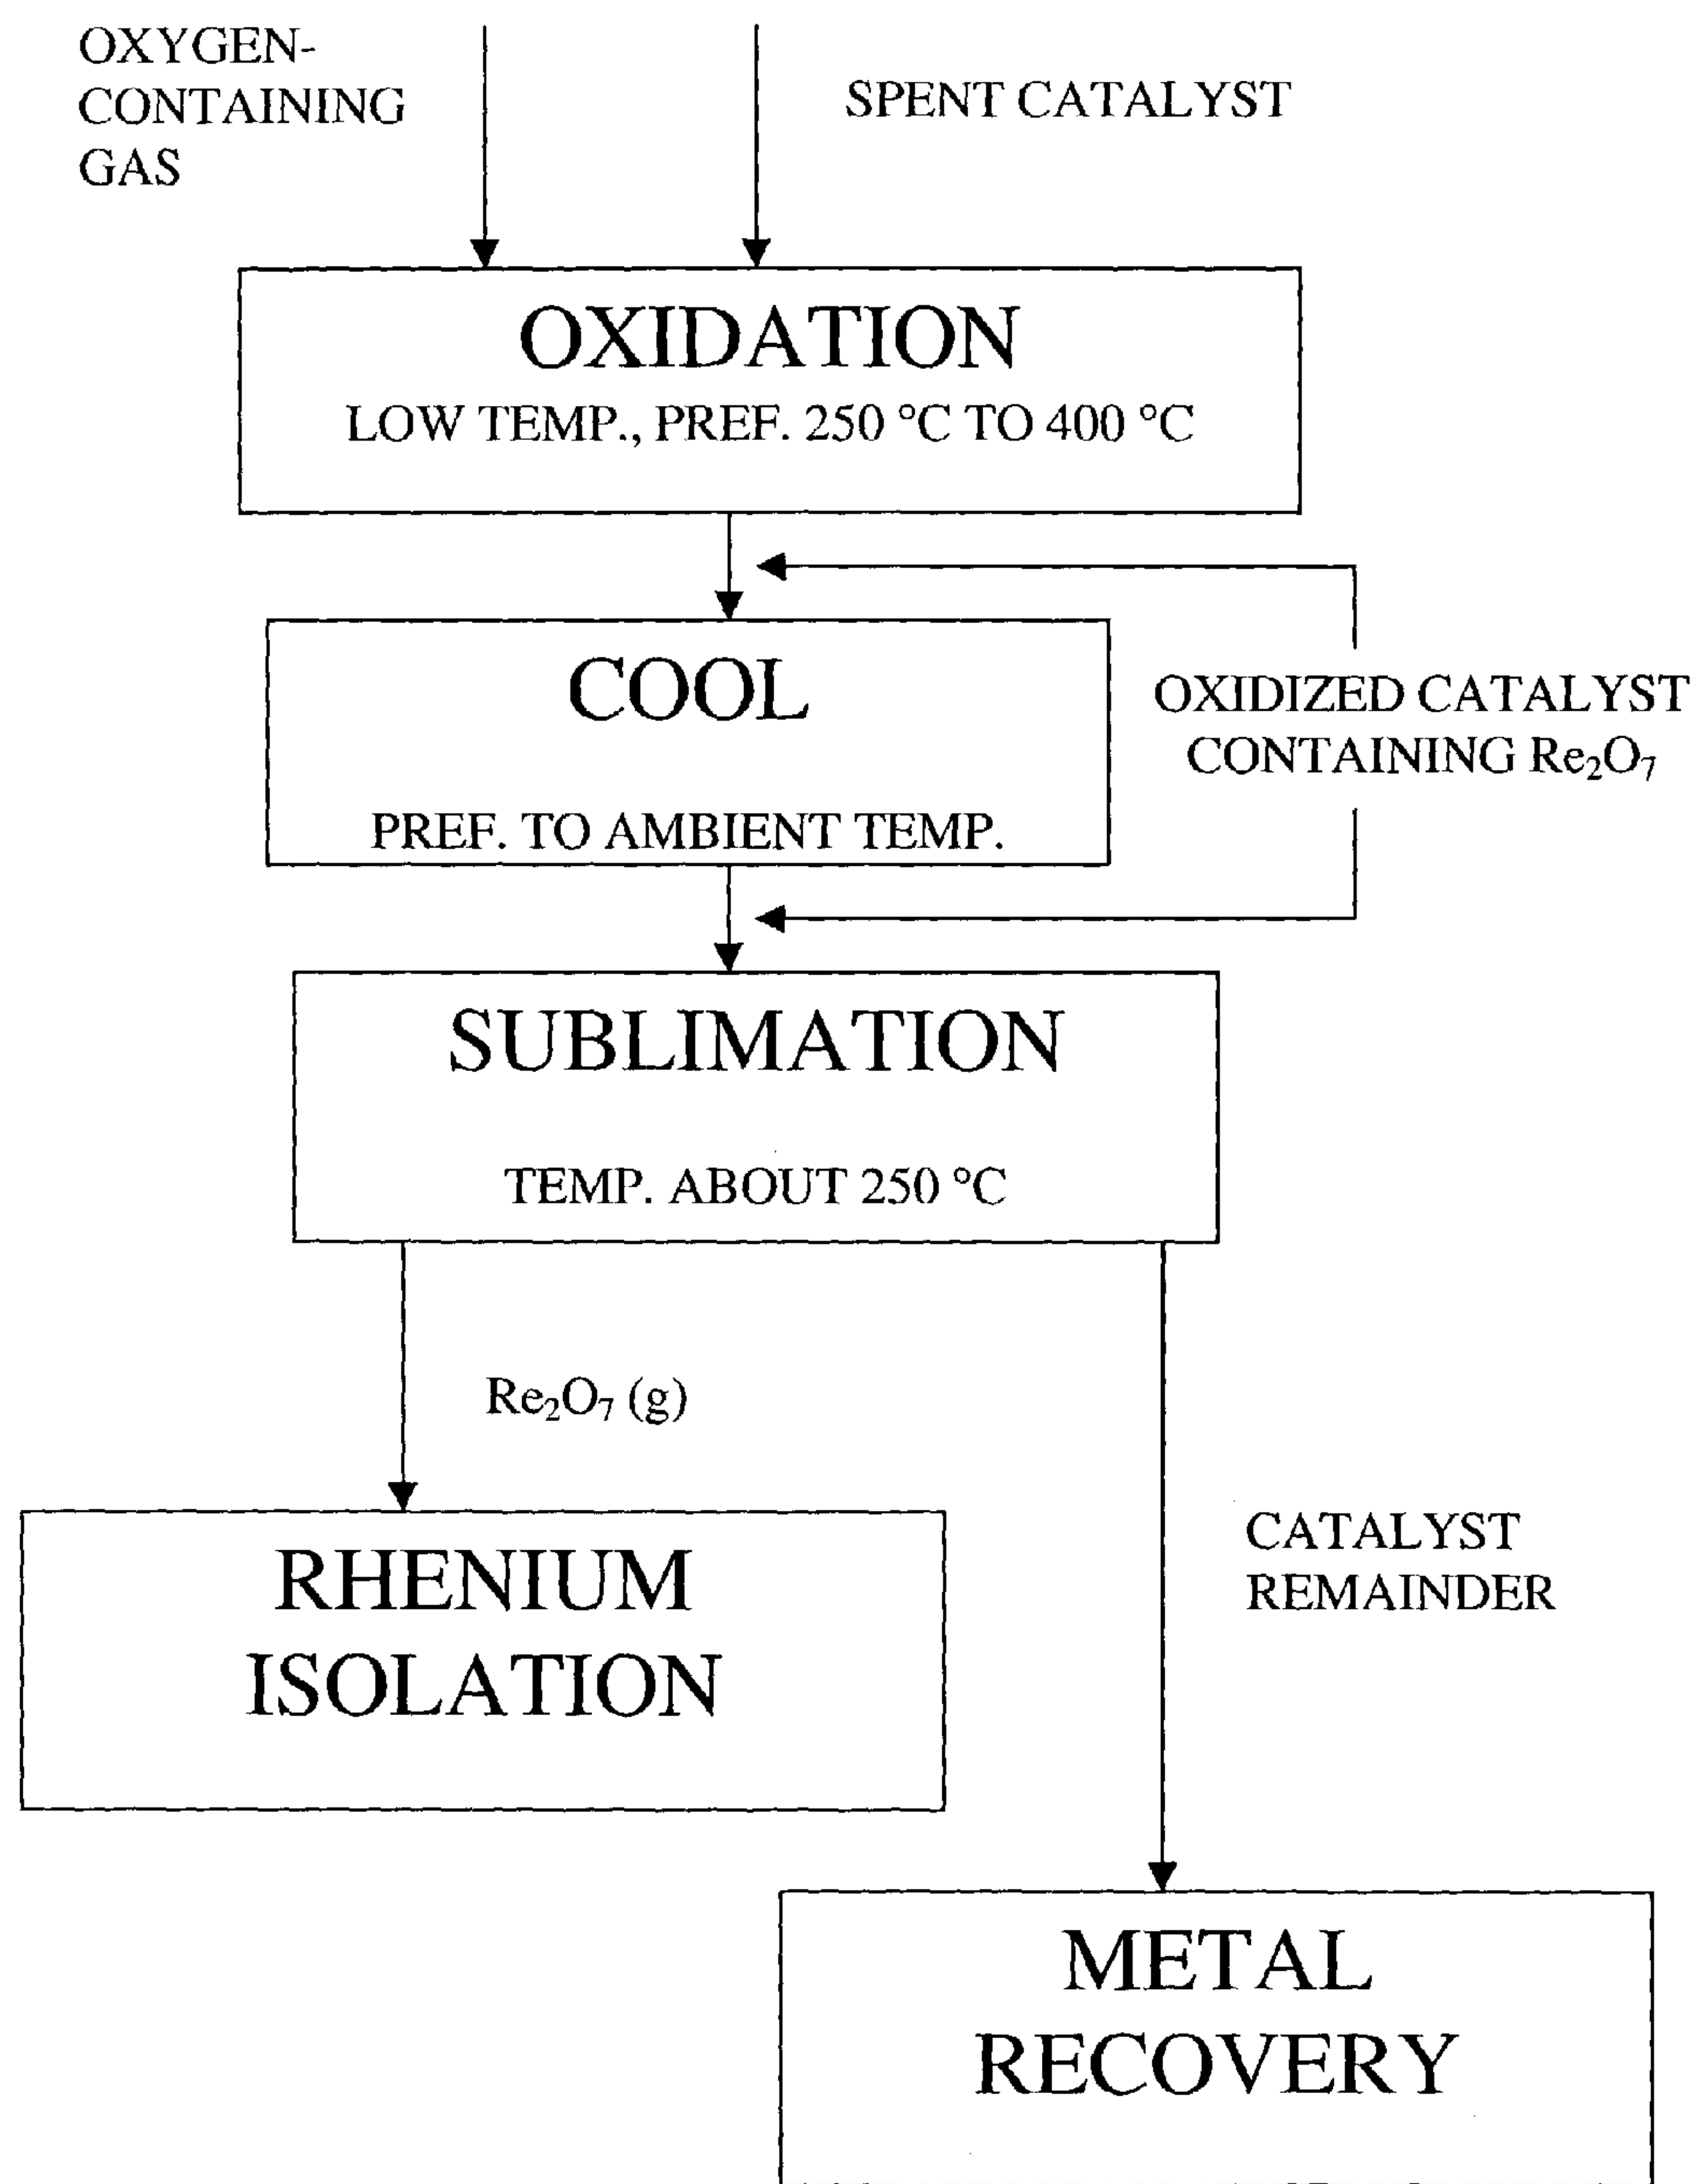 OXYGEN-
CONTAINING
GAS
SPENT CATALYST
OXIDATION
LOW TEMP., PREF. 250 °C TO 400 °C
COOL
PREF. TO AMBIENT TEMP.
OXIDIZED CATALYST
CONTAINING Re₂O₇
SUBLIMATION
TEMP. ABOUT 250 °C
Re₂O₇ (g)
RHENIUM
ISOLATION
CATALYST
REMAINDER
METAL
RECOVERY